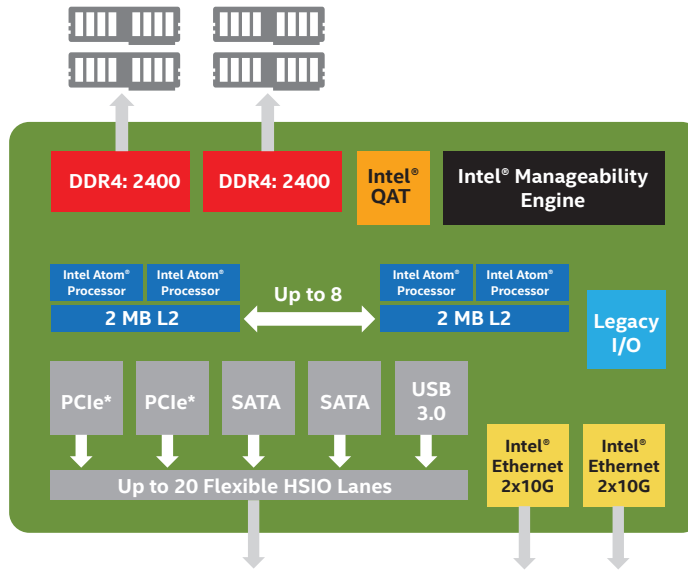 DDR4: 2400
DDR4: 2400
Intel®
QAT
Intel® Manageability
Engine
Intel Atom®
Processor
Intel Atom®
Processor
2 MB L2
Up to 8
Intel Atom®
Processor
Intel Atom®
Processor
2 MB L2
Legacy
I/O
PCIe*
PCIe*
SATA
SATA
USB
3.0
Up to 20 Flexible HSIO Lanes
Intel®
Ethernet
2x10G
Intel®
Ethernet
2x10G